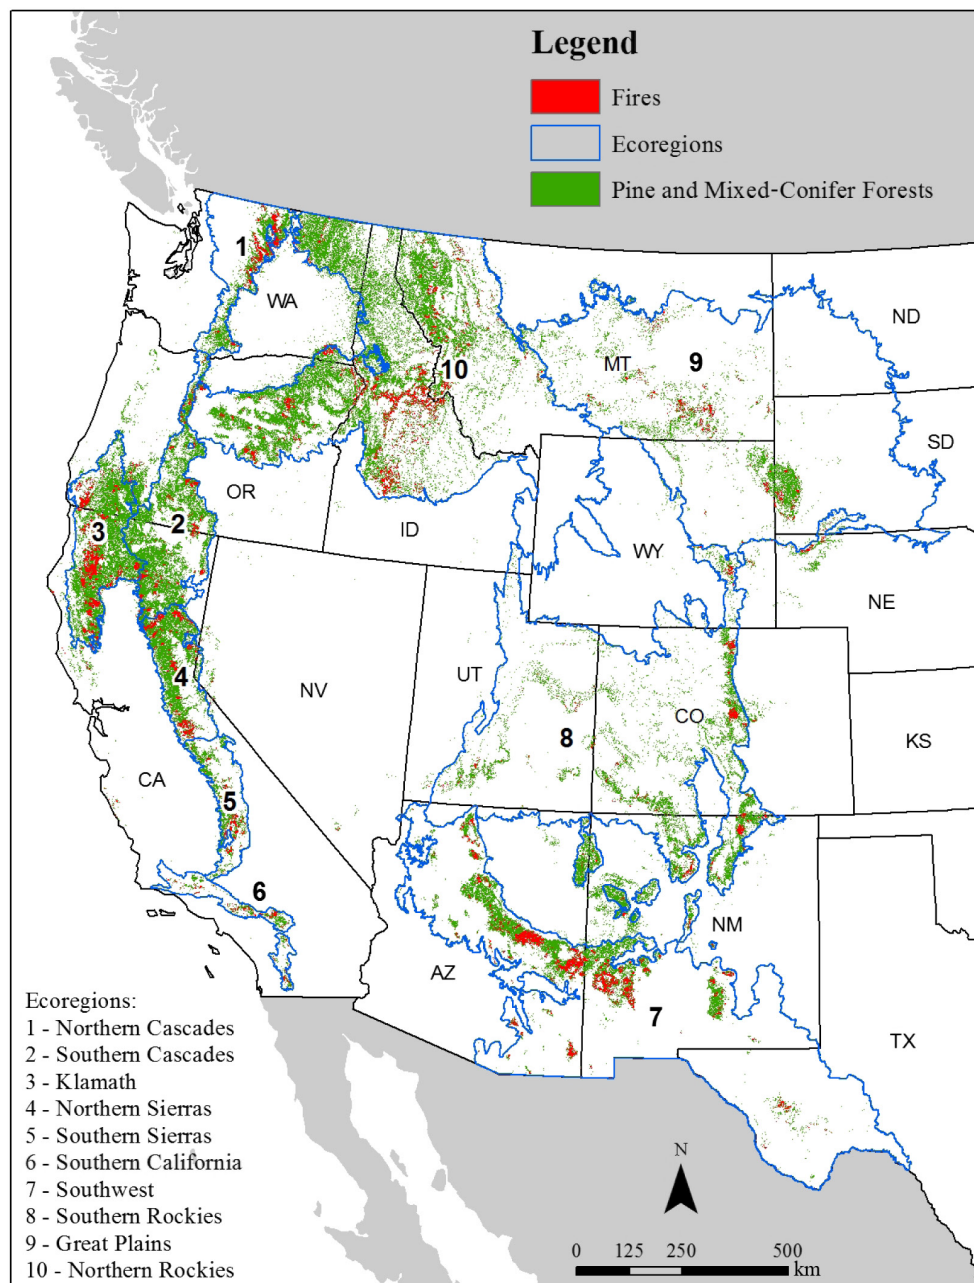 Legend
Fires
Ecoregions
Pine and Mixed-Conifer Forests
1
WA
ND
MT
9
10
SD
OR
3
2
ID
WY
NE
4
NV
UT
CO
8
KS
CA
5
6
NM
AZ
7
TX
Ecoregions:
1 - Northern Cascades
2 - Southern Cascades
3 - Klamath
4 - Northern Sierras
5 - Southern Sierras
6 - Southern California
7 - Southwest
8 - Southern Rockies
9 - Great Plains
10 - Northern Rockies
N
0 125 250 500
km